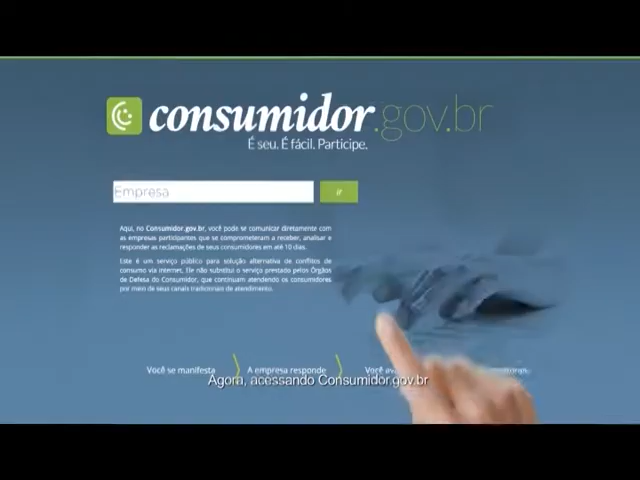 consumidor.gov.br
É seu. É fácil. Participe.
Empresa
Ir
Aqui, no Consumidor.gov.br, você pode se comunicar diretamente com
as empresas participantes que se comprometeram a receber, analisar e
responder as reclamações de seus consumidores em até 10 dias.
Este é um serviço público para solução alternativa de conflitos de
consumo via internet. Ele não substitui o serviço prestado pelos Órgãos
de Defesa do Consumidor, que continuam atendendo os consumidores
por meio de seus canais tradicionais de atendimento.
Você se manifesta
A empresa responde
Você
Agora, acessando Consumidor.gov.br